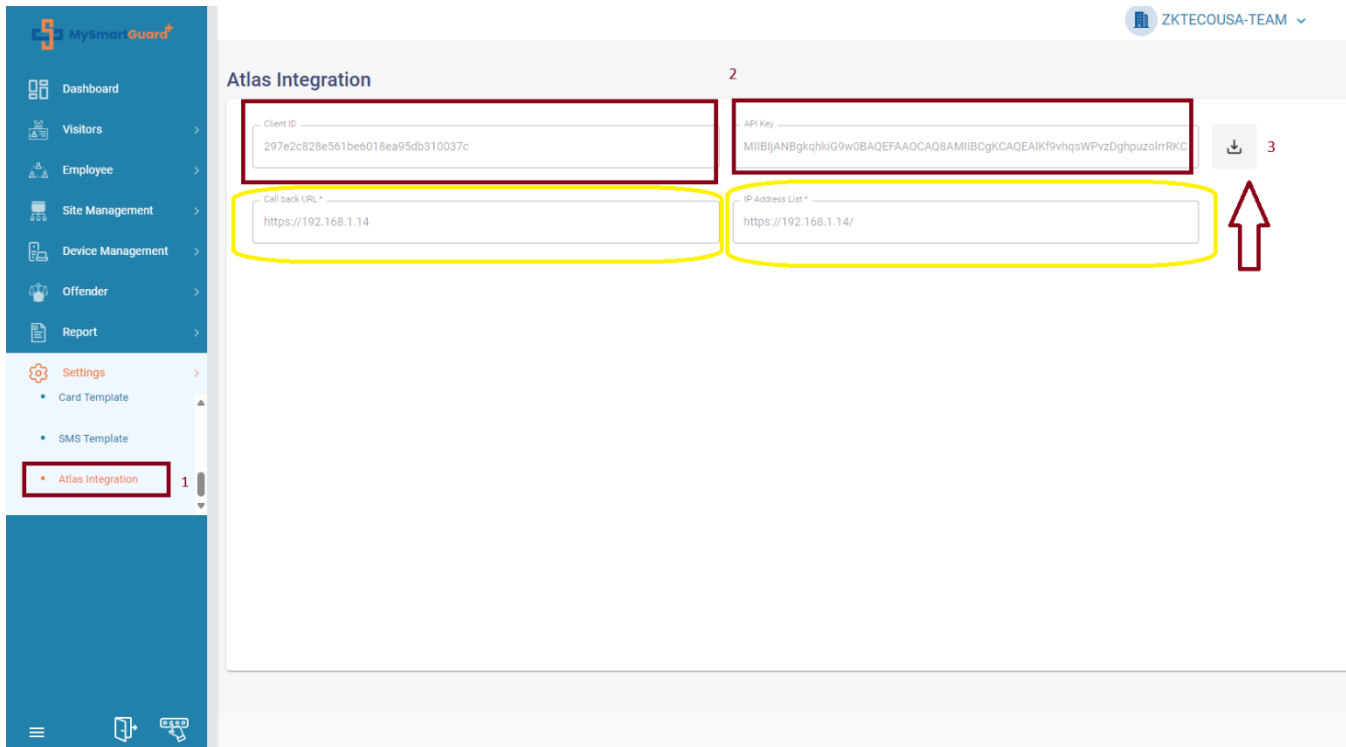 MySmartGuard+
ZKTECOUSA-TEAM
Dashboard
Visitors
Employee
Site Management
Device Management
Offender
Report
Settings
Card Template
SMS Template
Atlas Integration
1
Atlas Integration
2
Client ID
297e2c828e561be6018ea95db310037c
API Key
MIIBIjANBgkqhkiG9w0BAQEFAAOCAQ8AMIIBCgKCAQEAlKf9vhqsWPvzDghpuzolrrRKC
3
Call back URL *
https://192.168.1.14
IP Address List *
https://192.168.1.14/